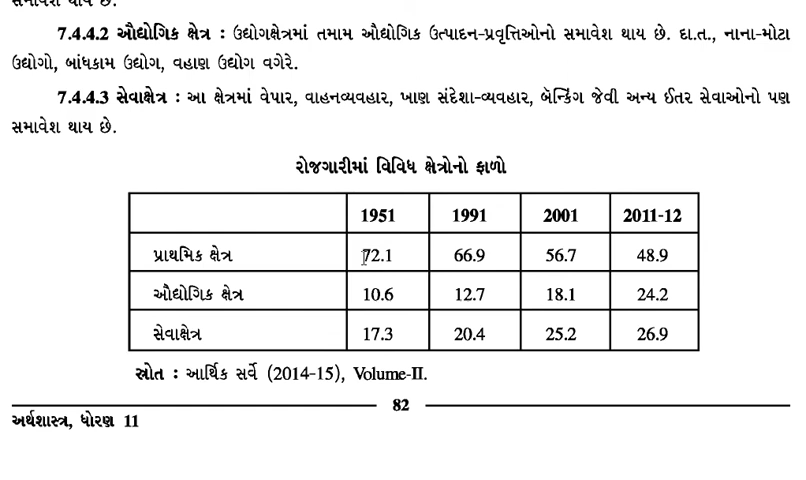 સમાવેશ થાય છે.
7.4.4.2 ઔદ્યોગિક ક્ષેત્ર : ઉદ્યોગક્ષેત્રમાં તમામ ઔદ્યોગિક ઉત્પાદન-પ્રવૃત્તિઓનો સમાવેશ થાય છે. દા.ત., નાના-મોટા
ઉદ્યોગો, બાંધકામ ઉદ્યોગ, વહાણ ઉદ્યોગ વગેરે.
7.4.4.3 સેવાક્ષેત્ર : આ ક્ષેત્રમાં વેપાર, વાહનવ્યવહાર, ખાણ સંદેશા-વ્યવહાર, બૅન્કિંગ જેવી અન્ય ઈતર સેવાઓનો પણ
સમાવેશ થાય છે.
રોજગારીમાં વિવિધ ક્ષેત્રોનો ફાળો
1951 1991 2001 2011-12
પ્રાથમિક ક્ષેત્ર 72.1 66.9 56.7 48.9
ઔદ્યોગિક ક્ષેત્ર 10.6 12.7 18.1 24.2
સેવાક્ષેત્ર 17.3 20.4 25.2 26.9
સ્રોત : આર્થિક સર્વે (2014-15), Volume-II.
82
અર્થશાસ્ત્ર, ધોરણ 11